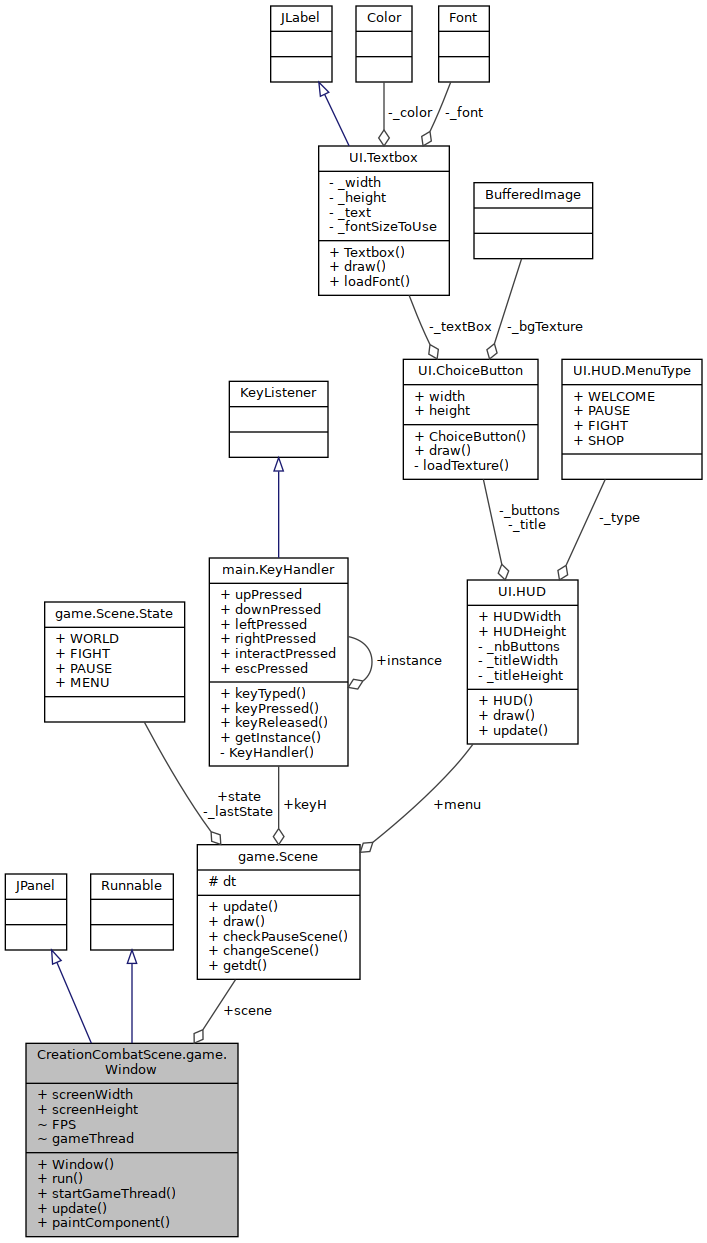 JLabel
Color
Font
-_color
-_font
UI.Textbox
- _width
- _height
- _text
- _fontSizeToUse
+ Textbox()
+ draw()
+ loadFont()
BufferedImage
-_textBox
-_bgTexture
UI.ChoiceButton
+ width
+ height
+ ChoiceButton()
+ draw()
- loadTexture()
UI.HUD.MenuType
+ WELCOME
+ PAUSE
+ FIGHT
+ SHOP
KeyListener
-_buttons
-_title
-_type
main.KeyHandler
+ upPressed
+ downPressed
+ leftPressed
+ rightPressed
+ interactPressed
+ escPressed
+ keyTyped()
+ keyPressed()
+ keyReleased()
+ getInstance()
- KeyHandler()
+instance
UI.HUD
+ HUDWidth
+ HUDHeight
- _nbButtons
- _titleWidth
- _titleHeight
+ HUD()
+ draw()
+ update()
game.Scene.State
+ WORLD
+ FIGHT
+ PAUSE
+ MENU
+state
-_lastState
+keyH
+menu
game.Scene
# dt
+ update()
+ draw()
+ checkPauseScene()
+ changeScene()
+ getdt()
JPanel
Runnable
+scene
CreationCombatScene.game.
Window
+ screenWidth
+ screenHeight
~ FPS
~ gameThread
+ Window()
+ run()
+ startGameThread()
+ update()
+ paintComponent()